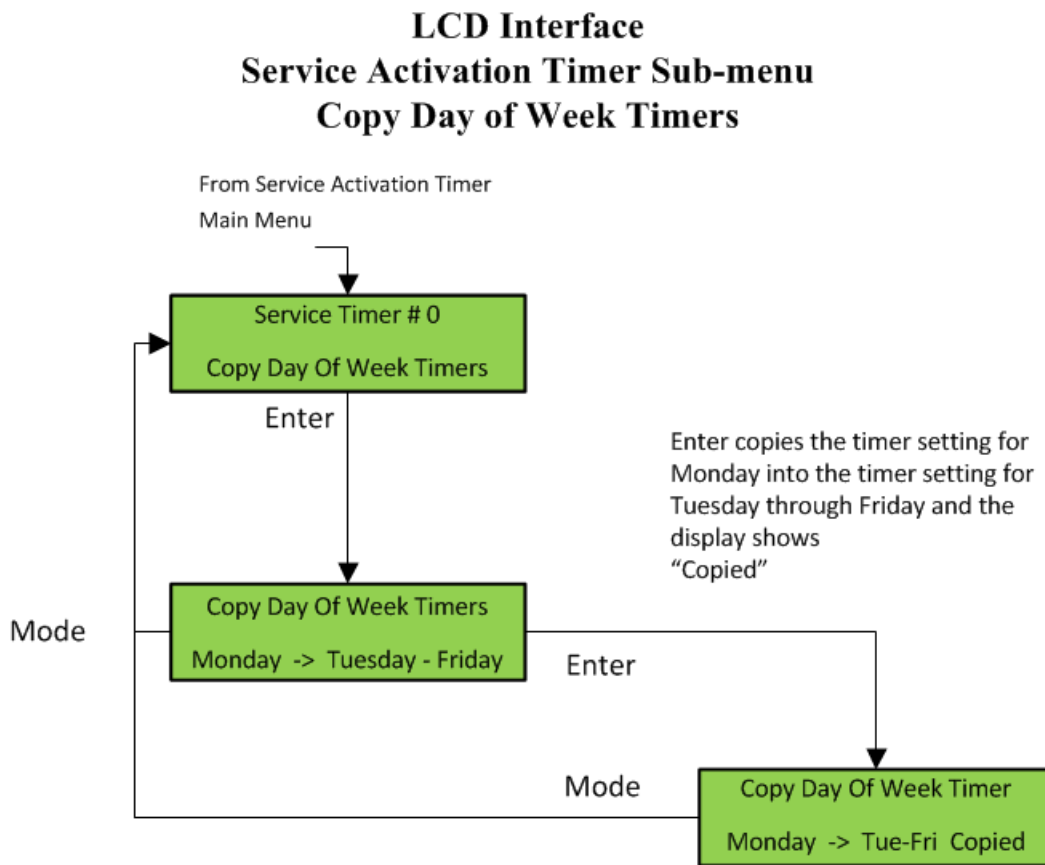 LCD Interface
Service Activation Timer Sub-menu
Copy Day of Week Timers
From Service Activation Timer
Main Menu
Service Timer # 0
Copy Day Of Week Timers
Enter
Enter copies the timer setting for
Monday into the timer setting for
Tuesday through Friday and the
display shows
“Copied”
Copy Day Of Week Timers
Monday -> Tuesday - Friday
Mode
Enter
Mode
Copy Day Of Week Timer
Monday -> Tue-Fri Copied